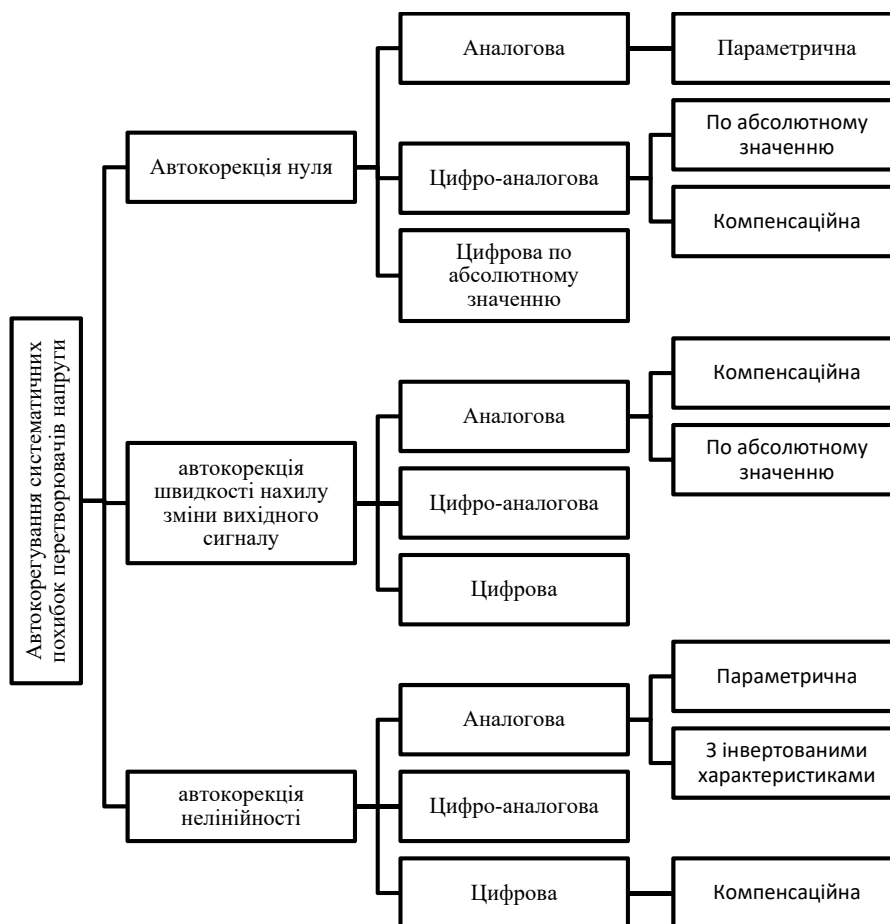 Автокорегування систематичних
похибок перетворювачів напруги
Автокорекція нуля
Аналогова
Параметрична
Цифро-аналогова
По абсолютному
значенню
Компенсаційна
Цифрова по
абсолютному
значенню
автокорекція
швидкості нахилу
зміни вихідного
сигналу
Аналогова
Компенсаційна
По абсолютному
значенню
Цифро-аналогова
Цифрова
автокорекція
нелінійності
Аналогова
Параметрична
З інвертованими
характеристиками
Цифро-аналогова
Цифрова
Компенсаційна